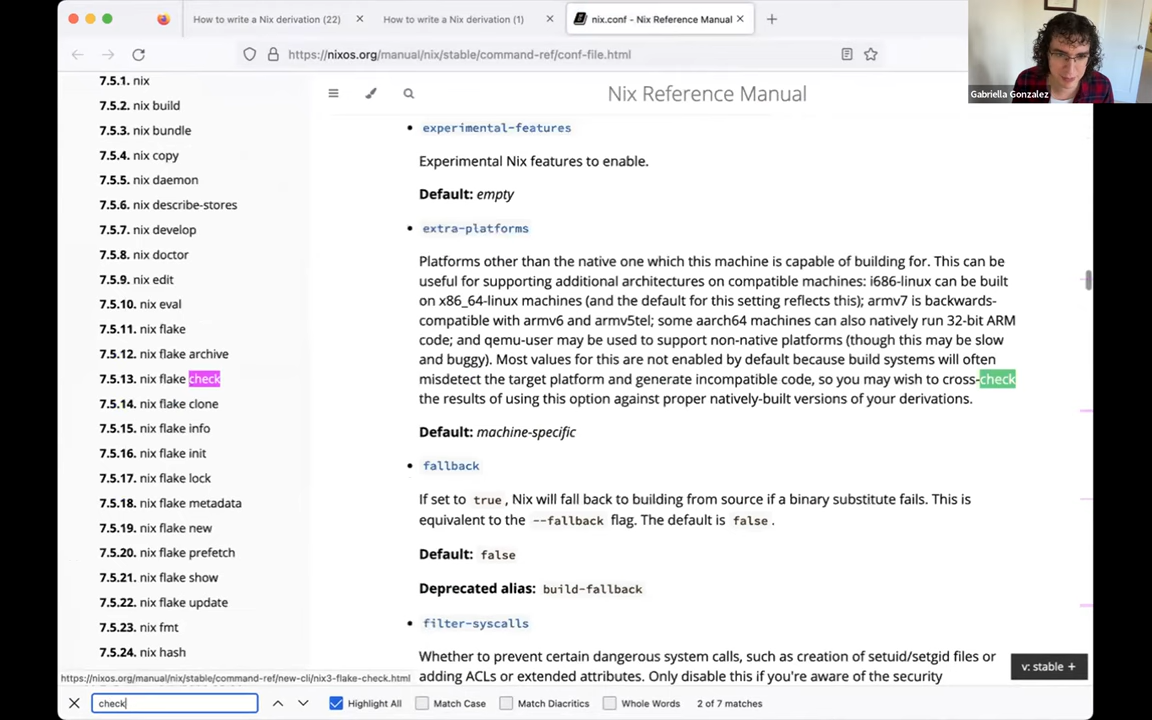 How to write a Nix derivation (22)
How to write a Nix derivation (1)
nix.conf - Nix Reference Manual
https://nixos.org/manual/nix/stable/command-ref/conf-file.html
Gabriella Gonzalez
7.5.1. nix
7.5.2. nix build
7.5.3. nix bundle
7.5.4. nix copy
7.5.5. nix daemon
7.5.6. nix describe-stores
7.5.7. nix develop
7.5.8. nix doctor
7.5.9. nix edit
7.5.10. nix eval
7.5.11. nix flake
7.5.12. nix flake archive
7.5.13. nix flake check
7.5.14. nix flake clone
7.5.15. nix flake info
7.5.16. nix flake init
7.5.17. nix flake lock
7.5.18. nix flake metadata
7.5.19. nix flake new
7.5.20. nix flake prefetch
7.5.21. nix flake show
7.5.22. nix flake update
7.5.23. nix fmt
7.5.24. nix hash
Nix Reference Manual
• experimental-features
Experimental Nix features to enable.
Default: empty
• extra-platforms
Platforms other than the native one which this machine is capable of building for. This can be
useful for supporting additional architectures on compatible machines: i686-linux can be built
on x86_64-linux machines (and the default for this setting reflects this); armv7 is backwards-
compatible with armv6 and armv5tel; some aarch64 machines can also natively run 32-bit ARM
code; and qemu-user may be used to support non-native platforms (though this may be slow
and buggy). Most values for this are not enabled by default because build systems will often
misdetect the target platform and generate incompatible code, so you may wish to cross-check
the results of using this option against proper natively-built versions of your derivations.
Default: machine-specific
• fallback
If set to true, Nix will fall back to building from source if a binary substitute fails. This is
equivalent to the --fallback flag. The default is false.
Default: false
Deprecated alias: build-fallback
• filter-syscalls
Whether to prevent certain dangerous system calls, such as creation of setuid/setgid files or
adding ACLs or extended attributes. Only disable this if you're aware of the security
v: stable +
https://nixos.org/manual/nix/stable/command-ref/new-cli/nix3-flake-check.html
check
Highlight All
Match Case
Match Diacritics
Whole Words
2 of 7 matches